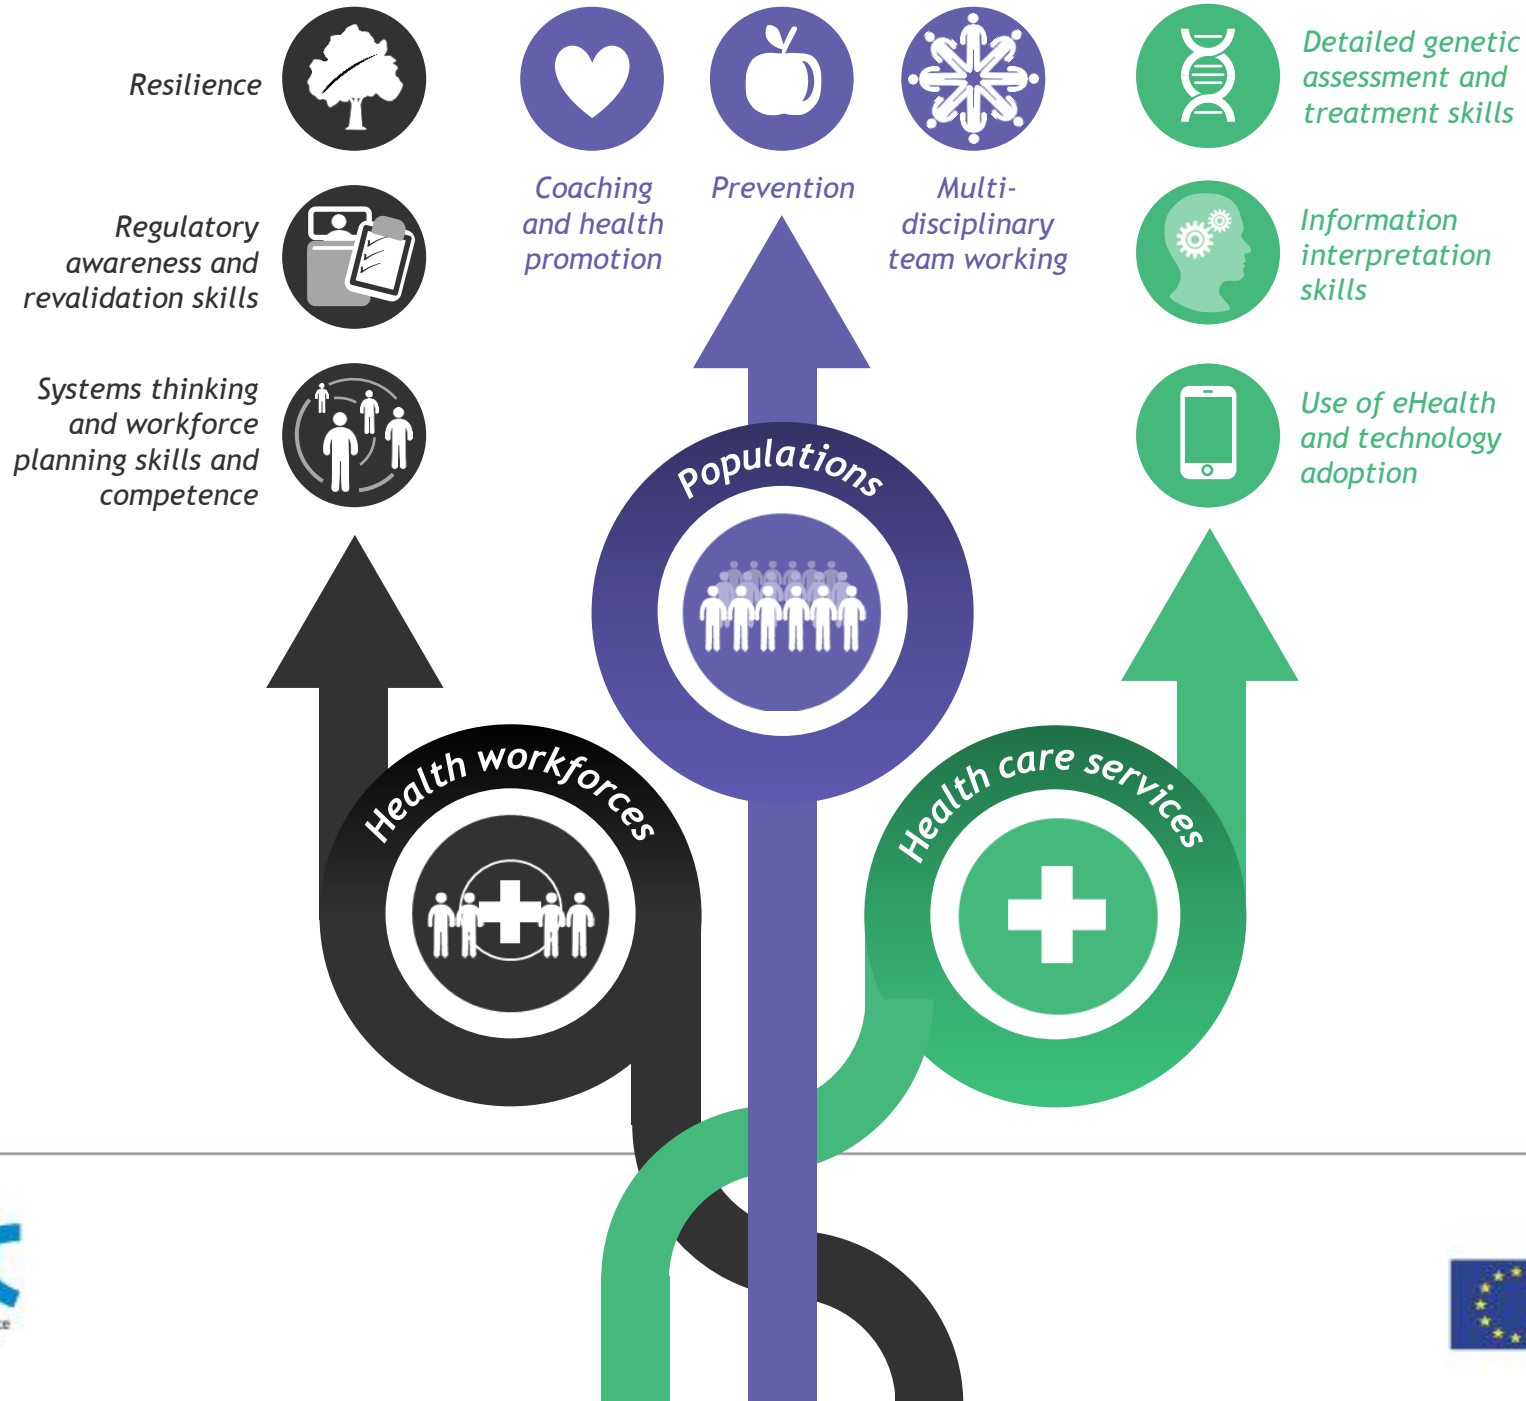 Resilience
Regulatory
awareness and
revalidation skills
Systems thinking
and workforce
planning skills and
competence
Coaching
and health
promotion
Prevention
Multi-
disciplinary
team working
Detailed genetic
assessment and
treatment skills
Information
interpretation
skills
Use of eHealth
and technology
adoption
Populations
Health workforces
Health care services